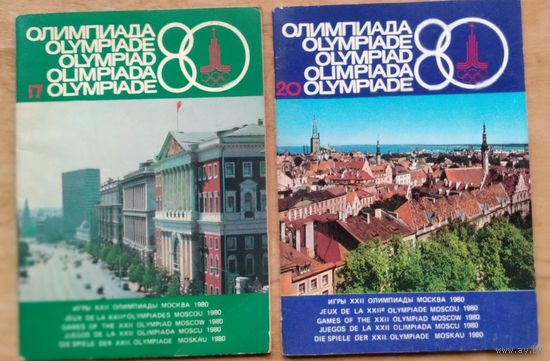 ОЛИМПИАДА
OLYMPIADE
OLYMPIAD
OLIMPIADA
17 OLYMPIADE
80
ИГРЫ XXII ОЛИМПИАДЫ МОСКВА 1980
JEUX DE LA XXIIᵉ OLYMPIADES MOSCOU 1980
GAMES OF THE XXII OLYMPIAD MOSCOW 1980
JUEGOS DE LA XXII OLIMPIADA MOSCU 1980
DIE SPIELE DER XXII. OLYMPIADE MOSKAU 1980
ОЛИМПИАДА
OLYMPIADE
OLYMPIAD
OLIMPIADA
20 OLYMPIADE
80
ИГРЫ XXII ОЛИМПИАДЫ МОСКВА 1980
JEUX DE LA XXIIᵉ OLYMPIADES MOSCOU 1980
GAMES OF THE XXII OLYMPIAD MOSCOW 1980
JUEGOS DE LA XXII OLIMPIADA MOSCU 1980
DIE SPIELE DER XXII. OLYMPIADE MOSKAU 1980